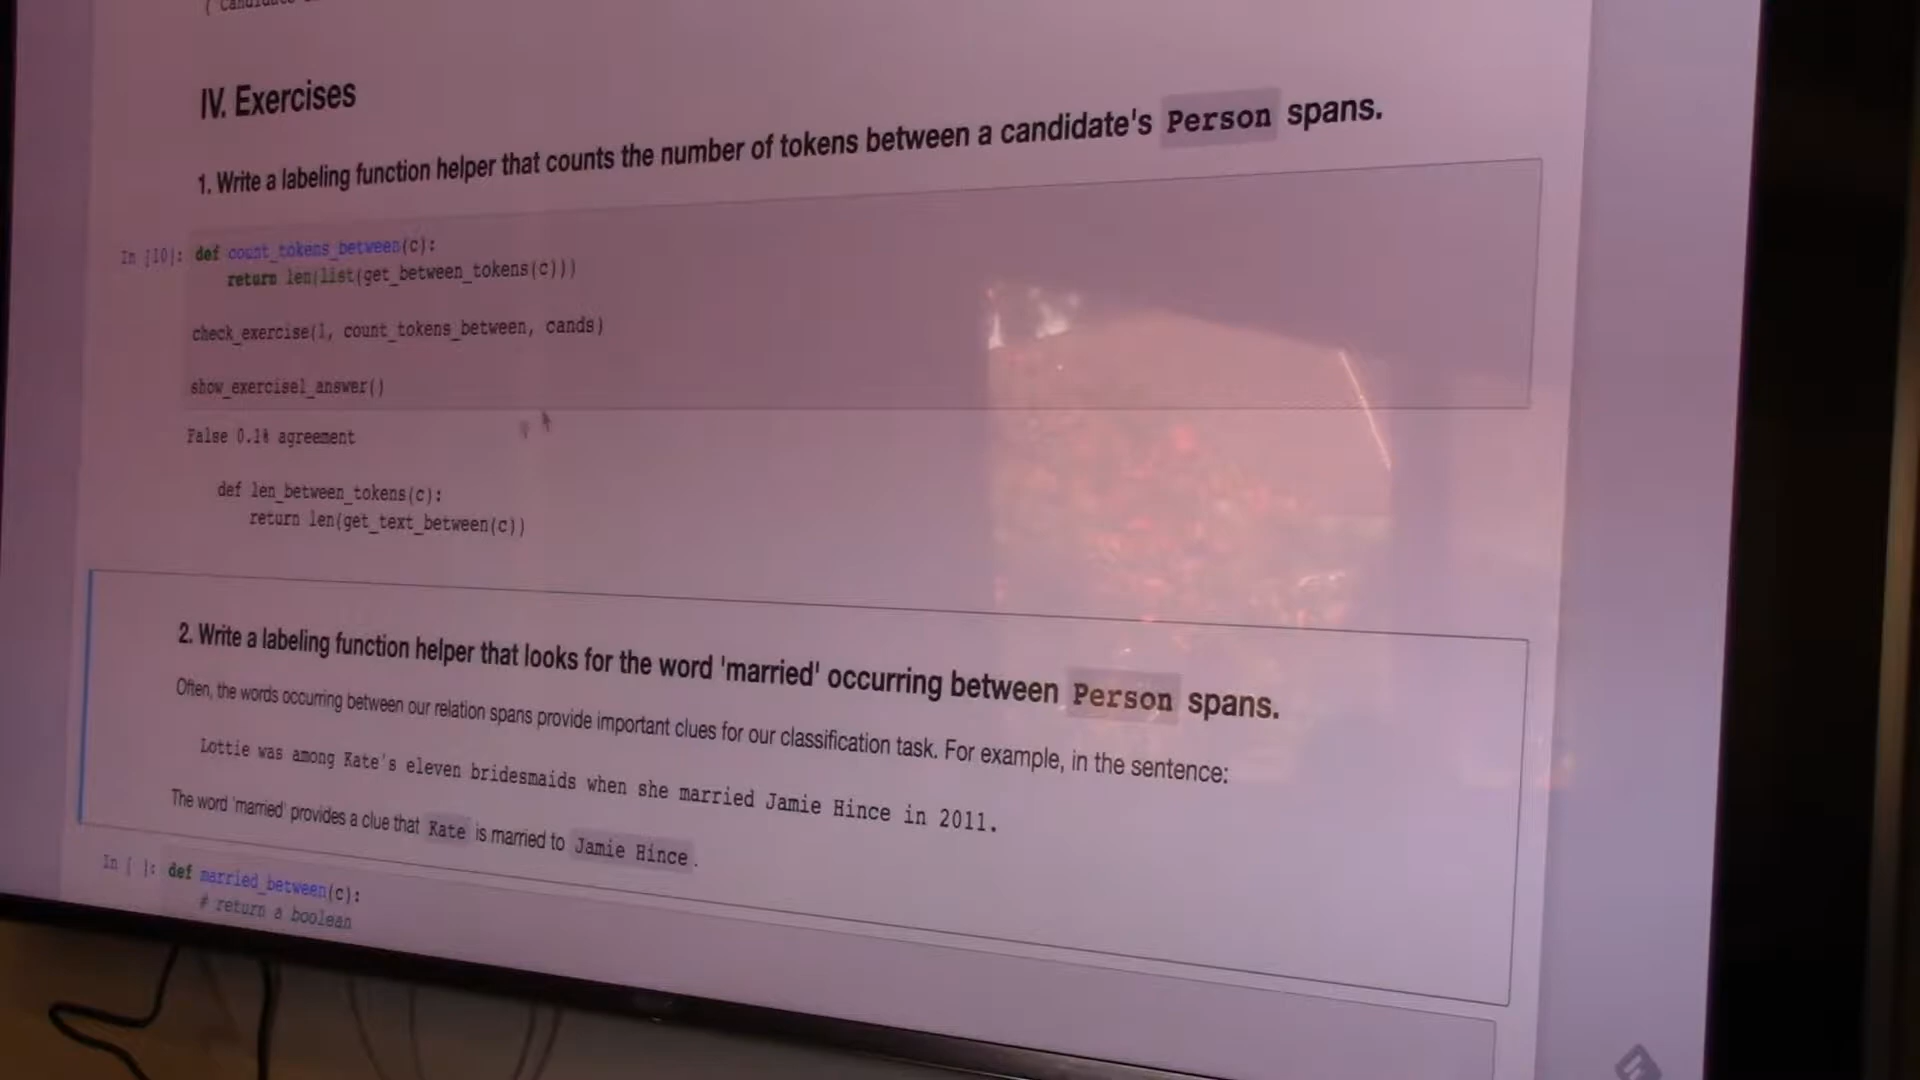 IV. Exercises
1. Write a labeling function helper that counts the number of tokens between a candidate's Person spans.
In [10]: def count_tokens_between(c):
return len(list(get_between_tokens(c)))
check_exercise(1, count_tokens_between, cands)
show_exercise1_answer()
False 0.1% agreement
def len_between_tokens(c):
return len(get_text_between(c))
2. Write a labeling function helper that looks for the word 'married' occurring between Person spans.
Often, the words occurring between our relation spans provide important clues for our classification task. For example, in the sentence:
Lottie was among Kate's eleven bridesmaids when she married Jamie Hince in 2011.
The word 'married' provides a clue that Kate is married to Jamie Hince.
In [ ]: def married_between(c):
# return a boolean